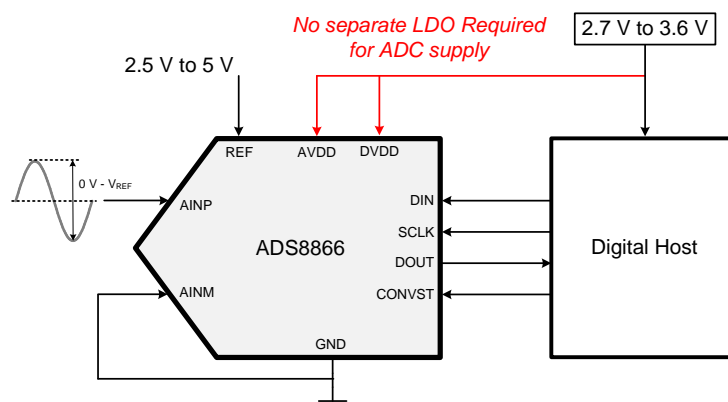 No separate LDO Required
for ADC supply
2.7 V to 3.6 V
2.5 V to 5 V
REF
AVDD
DVDD
0 V - VREF
AINP
DIN
SCLK
ADS8866
DOUT
Digital Host
AINM
CONVST
GND